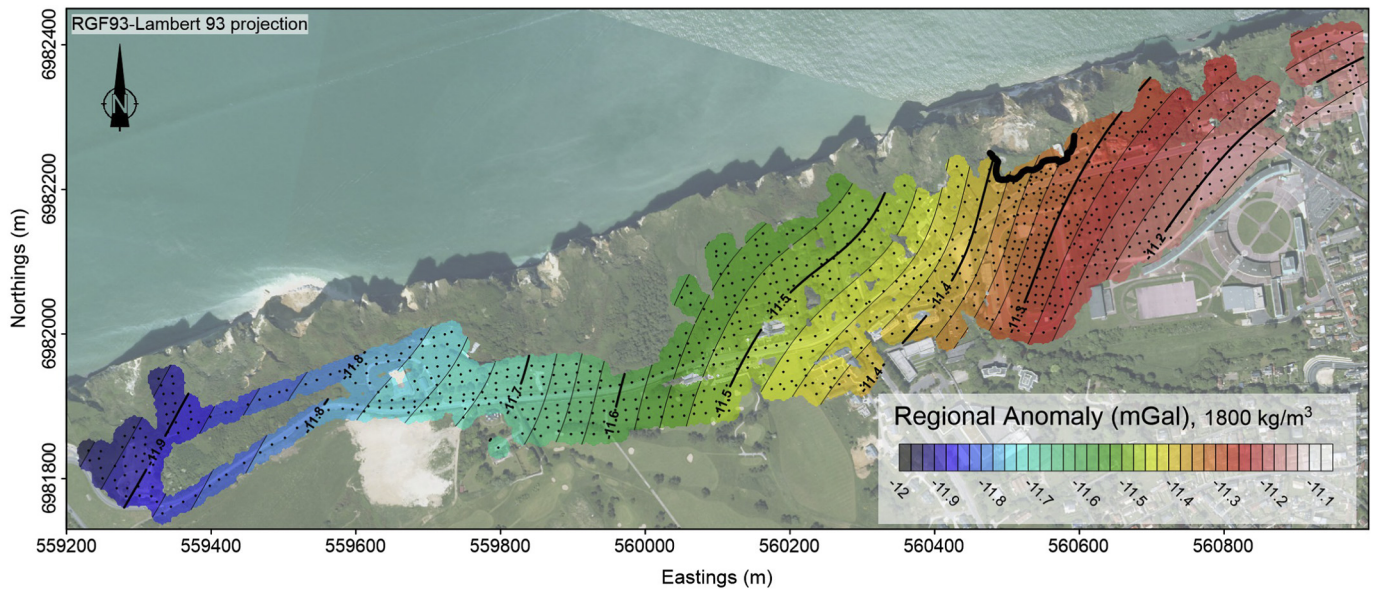 RGF93-Lambert 93 projection
N
6982400
6982200
6982000
6981800
Northings (m)
-11.2
-11.3
-11.4
-11.5
-11.8
-11.7
-11.4
-11.8
-11.5
-11.6
-11.9
Regional Anomaly (mGal), 1800 kg/m³
-12 -11.9 -11.8 -11.7 -11.6 -11.5 -11.4 -11.3 -11.2 -11.1
559200 559400 559600 559800 560000 560200 560400 560600 560800
Eastings (m)